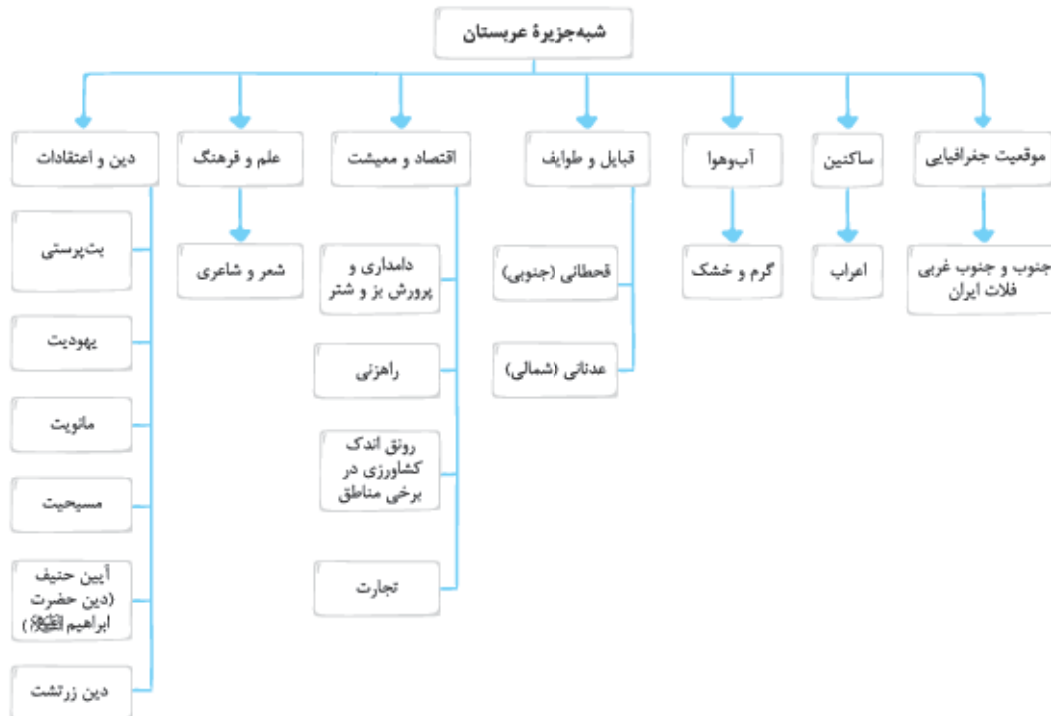 شبه‌جزیرهٔ عربستان
موقعیت جغرافیایی
ساکنین
آب‌وهوا
قبایل و طوایف
اقتصاد و معیشت
علم و فرهنگ
دین و اعتقادات
جنوب و جنوب غربی
فلات ایران
اعراب
گرم و خشک
قحطانی (جنوبی)
عدنانی (شمالی)
دامداری و
پرورش بز و شتر
راهزنی
رونق اندک
کشاورزی در
برخی مناطق
تجارت
شعر و شاعری
بت‌پرستی
یهودیت
مانویت
مسیحیت
آیین حنیف
(دین حضرت
ابراهیم)
دین زرتشت